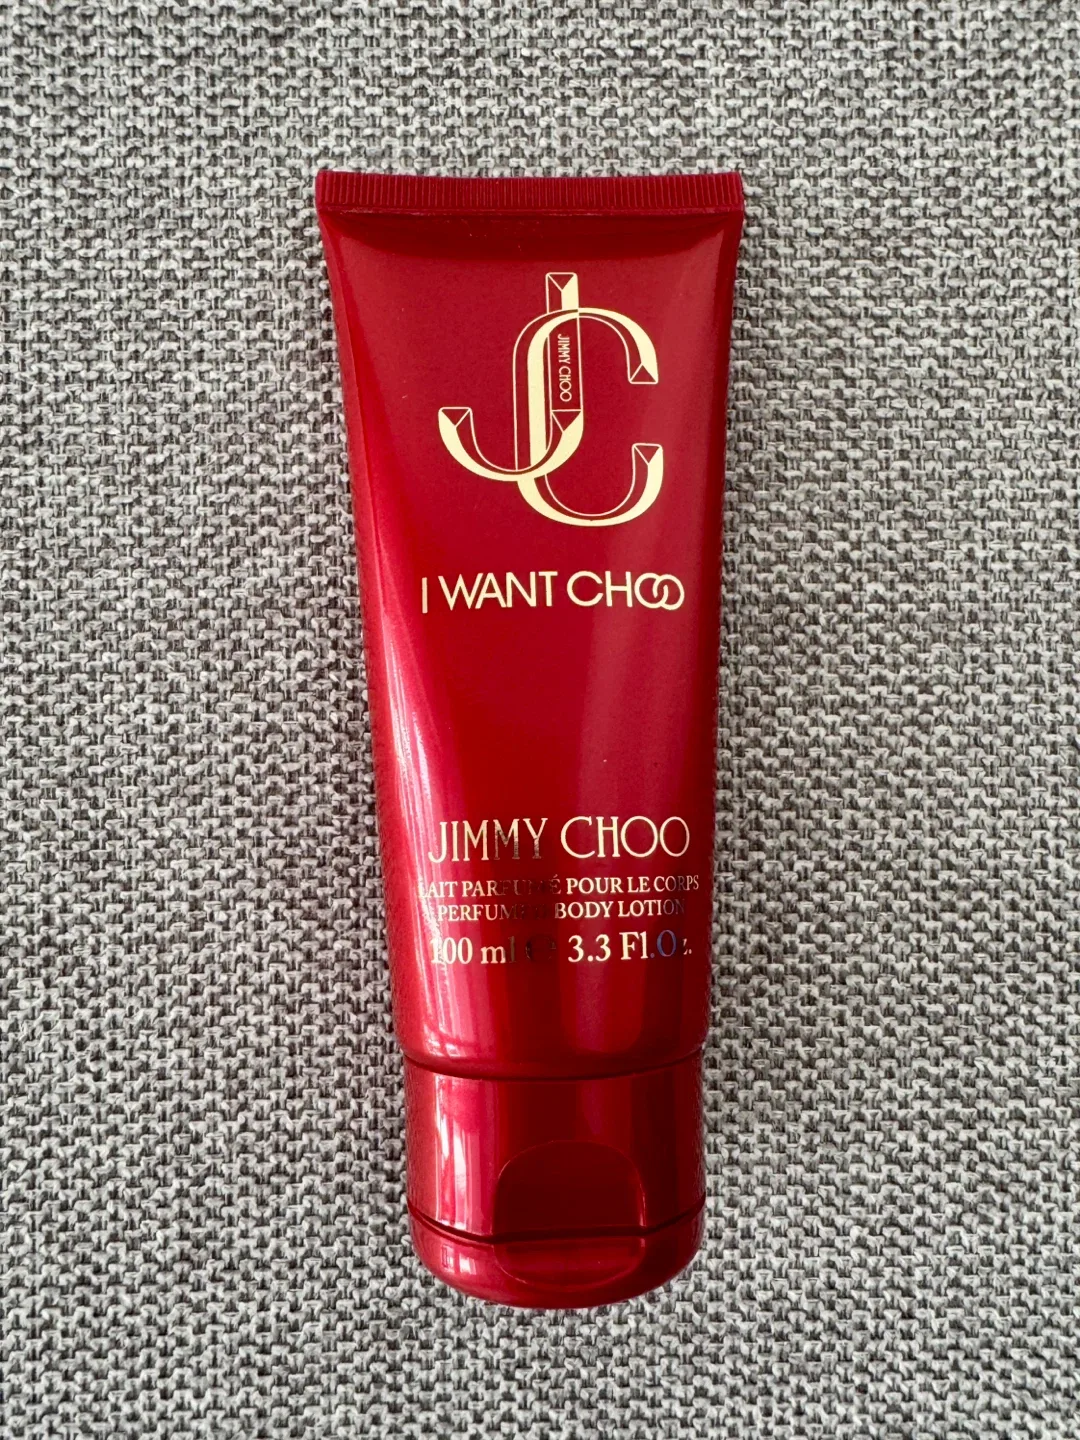 JC
JIMMY CHOO
I WANT CHOO
JIMMY CHOO
LAIT PARFUMÉ POUR LE CORPS
PERFUMED BODY LOTION
100 ml ℮ 3.3 Fl.Oz.